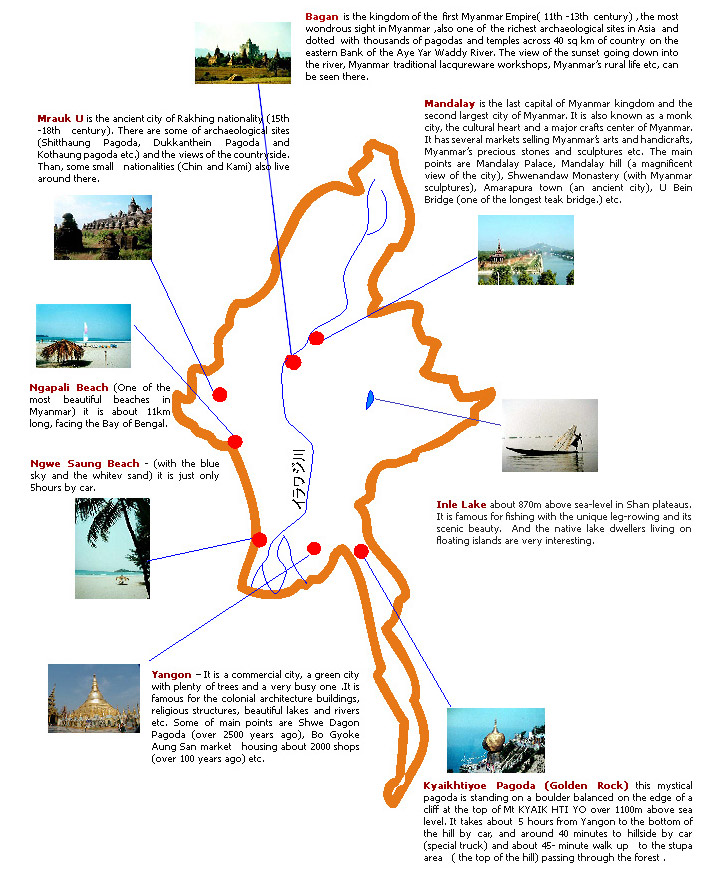 Bagan is the kingdom of the first Myanmar Empire( 11th -13th century) , the most
wondrous sight in Myanmar ,also one of the richest archaeological sites in Asia and
dotted with thousands of pagodas and temples across 40 sq km of country on the
eastern Bank of the Aye Yar Waddy River. The view of the sunset going down into
the river, Myanmar traditional lacqureware workshops, Myanmar's rural life etc, can
be seen there.
Mrauk U is the ancient city of Rakhing nationality (15th
-18th century). There are some of archaeological sites
(Shitthaung Pagoda, Dukkanthein Pagoda and
Kothaung pagoda etc.) and the views of the countryside.
Than, some small nationalities (Chin and Kami) also live
around there.
Mandalay is the last capital of Myanmar kingdom and the
second largest city of Myanmar. It is also known as a monk
city, the cultural heart and a major crafts center of Myanmar.
It has several markets selling Myanmar's arts and handicrafts,
Myanmar's precious stones and sculptures etc. The main
points are Mandalay Palace, Mandalay hill (a magnificent
view of the city), Shwenandaw Monastery (with Myanmar
sculptures), Amarapura town (an ancient city), U Bein
Bridge (one of the longest teak bridge.) etc.
Ngapali Beach (One of the
most beautiful beaches in
Myanmar) it is about 11km
long, facing the Bay of Bengal.
Ngwe Saung Beach - (with the blue
sky and the whitev sand) it is just only
5hours by car.
イラワジ川
Inle Lake about 870m above sea-level in Shan plateaus.
It is famous for fishing with the unique leg-rowing and its
scenic beauty. And the native lake dwellers living on
floating islands are very interesting.
Yangon – It is a commercial city, a green city
with plenty of trees and a very busy one .It is
famous for the colonial architecture buildings,
religious structures, beautiful lakes and rivers
etc. Some of main points are Shwe Dagon
Pagoda (over 2500 years ago), Bo Gyoke
Aung San market housing about 2000 shops
(over 100 years ago) etc.
Kyaikhtiyoe Pagoda (Golden Rock) this mystical
pagoda is standing on a boulder balanced on the edge of a
cliff at the top of Mt KYAIK HTI YO over 1100m above sea
level. It takes about 5 hours from Yangon to the bottom of
the hill by car, and around 40 minutes to hillside by car
(special truck) and about 45- minute walk up to the stupa
area ( the top of the hill) passing through the forest .